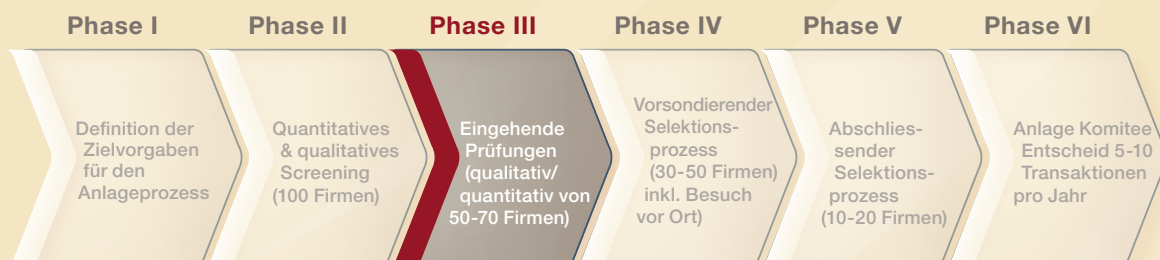 Phase I
Phase II
Phase III
Phase IV
Phase V
Phase VI
Definition der
Zielvorgaben
für den
Anlageprozess
Quantitatives
& qualitatives
Screening
(100 Firmen)
Eingehende
Prüfungen
(qualitativ/
quantitativ von
50-70 Firmen)
Vorsondierender
Selektions-
prozess
(30-50 Firmen)
inkl. Besuch
vor Ort)
Abschlies-
sender
Selektions-
prozess
(10-20 Firmen)
Anlage Komitee
Entscheid 5-10
Transaktionen
pro Jahr